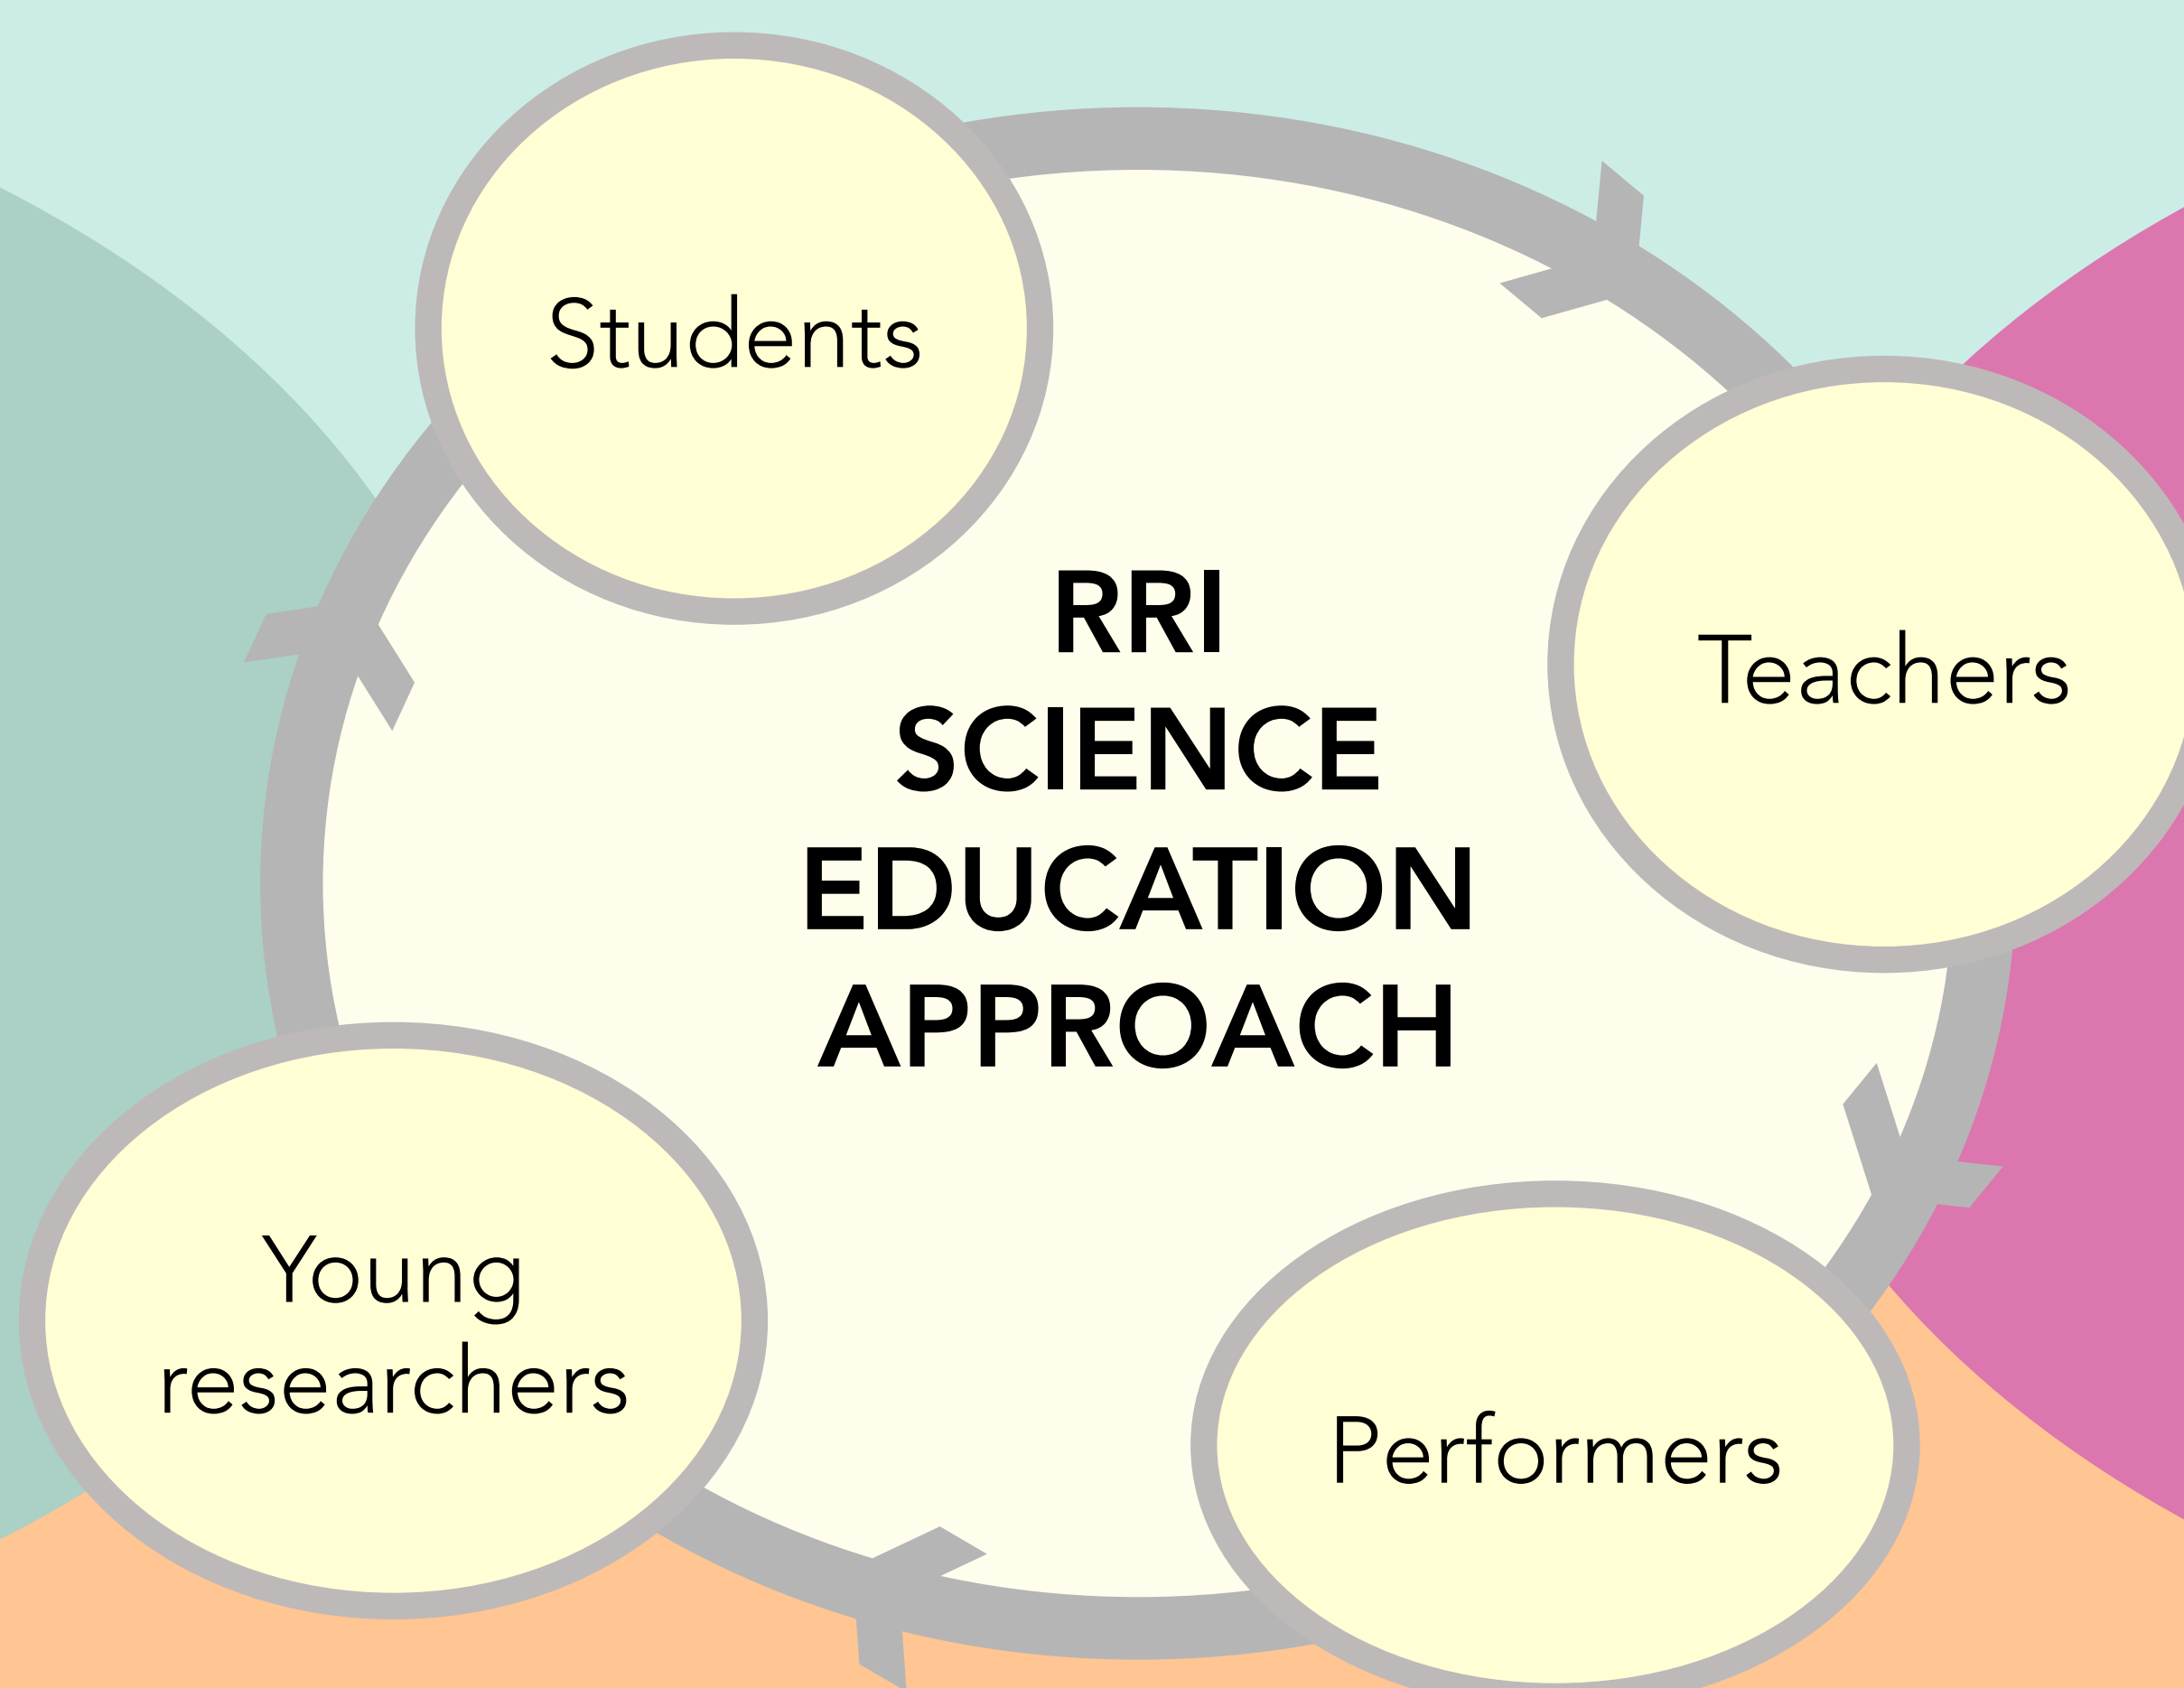 Students
RRI
SCIENCE
EDUCATION
APPROACH
Teachers
Young
researchers
Performers